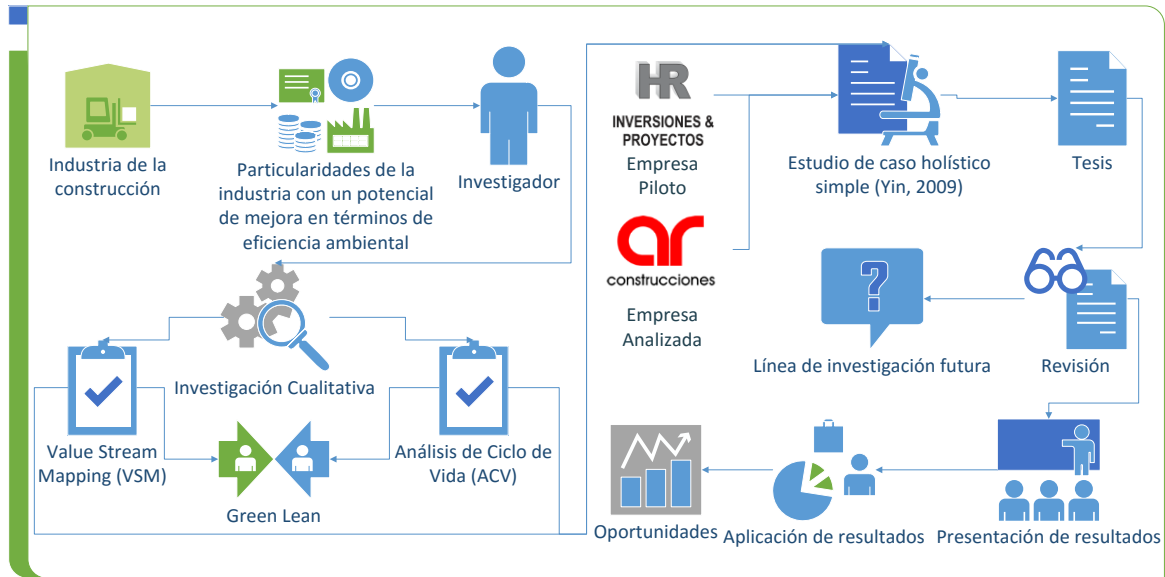 Industria de la
construcción
Particularidades de la
industria con un potencial
de mejora en términos de
eficiencia ambiental
Investigador
Investigación Cualitativa
Value Stream
Mapping (VSM)
Análisis de Ciclo de
Vida (ACV)
Green Lean
HR
INVERSIONES &
PROYECTOS
Empresa
Piloto
ar
construcciones
Empresa
Analizada
Estudio de caso holístico
simple (Yin, 2009)
Tesis
?
Línea de investigación futura
Revisión
Oportunidades
Aplicación de resultados
Presentación de resultados